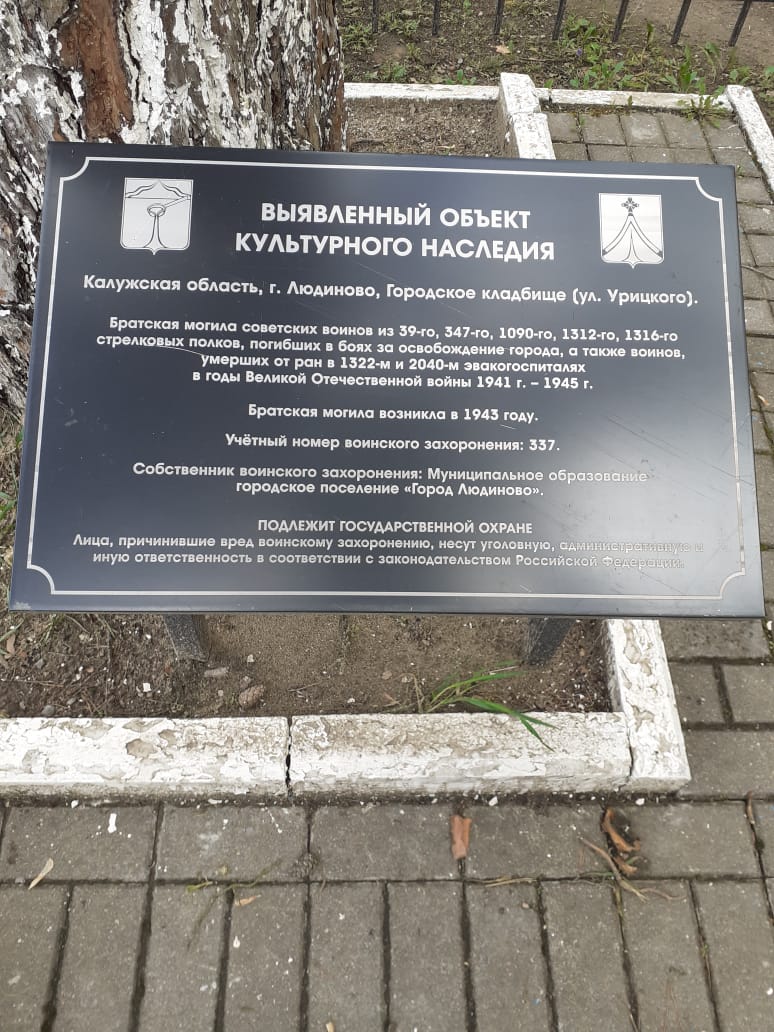 ВЫЯВЛЕННЫЙ ОБЪЕКТ
КУЛЬТУРНОГО НАСЛЕДИЯ
Калужская область, г. Людиново, Городское кладбище (ул. Урицкого).
Братская могила советских воинов из 39-го, 347-го, 1090-го, 1312-го, 1316-го
стрелковых полков, погибших в боях за освобождение города, а также воинов,
умерших от ран в 1322-м и 2040-м эвакогоспиталях
в годы Великой Отечественной войны 1941 г. – 1945 г.
Братская могила возникла в 1943 году.
Учётный номер воинского захоронения: 337.
Собственник воинского захоронения: Муниципальное образование
городское поселение «Город Людиново».
ПОДЛЕЖИТ ГОСУДАРСТВЕННОЙ ОХРАНЕ
Лица, причинившие вред воинскому захоронению, несут уголовную, административную и
иную ответственность в соответствии с законодательством Российской Федерации.